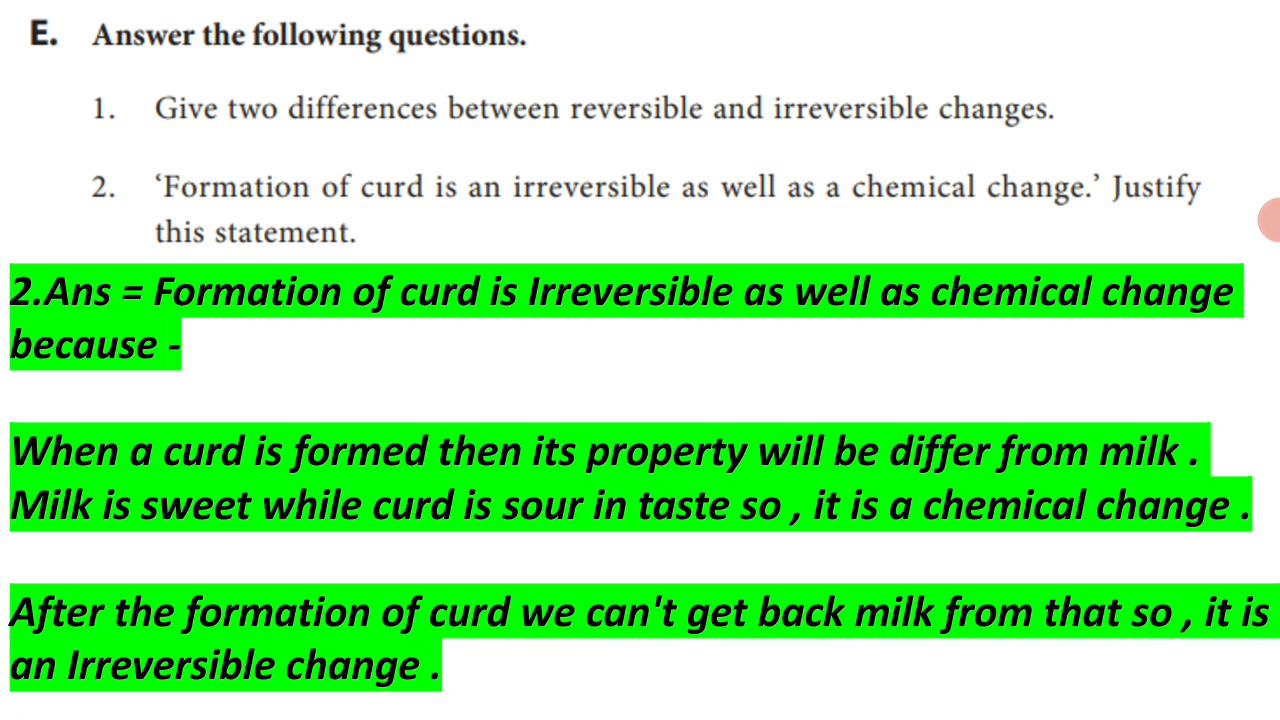 E. Answer the following questions.
1. Give two differences between reversible and irreversible changes.
2. ‘Formation of curd is an irreversible as well as a chemical change.’ Justify
this statement.
2.Ans = Formation of curd is Irreversible as well as chemical change
because -
When a curd is formed then its property will be differ from milk .
Milk is sweet while curd is sour in taste so , it is a chemical change .
After the formation of curd we can't get back milk from that so , it is
an Irreversible change .